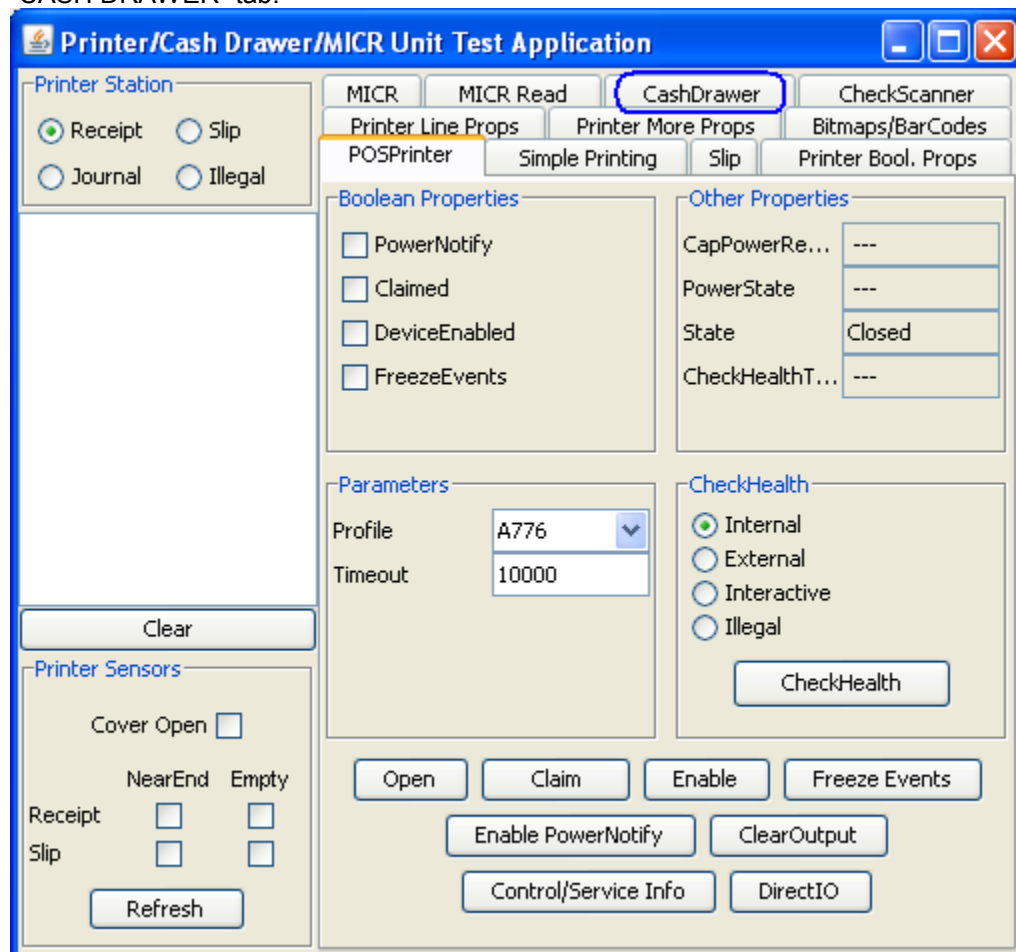 "CASH DRAWER" tab.
Printer/Cash Drawer/MICR Unit Test Application
Printer Station
Receipt Slip
Journal Illegal
MICR MICR Read CashDrawer CheckScanner
Printer Line Props Printer More Props Bitmaps/BarCodes
POSPrinter Simple Printing Slip Printer Bool. Props
Boolean Properties
PowerNotify
Claimed
DeviceEnabled
FreezeEvents
Other Properties
CapPowerRe... ---
PowerState ---
State Closed
CheckHealthT... ---
Parameters
Profile A776
Timeout 10000
CheckHealth
Internal
External
Interactive
Illegal
CheckHealth
Clear
Printer Sensors
Cover Open
NearEnd Empty
Receipt
Slip
Refresh
Open Claim Enable Freeze Events
Enable PowerNotify ClearOutput
Control/Service Info DirectIO